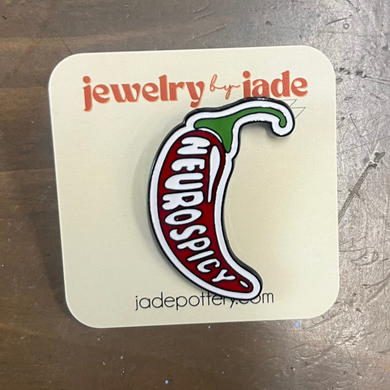 jewelry by jade
NEUROSPICY
jadepottery.com